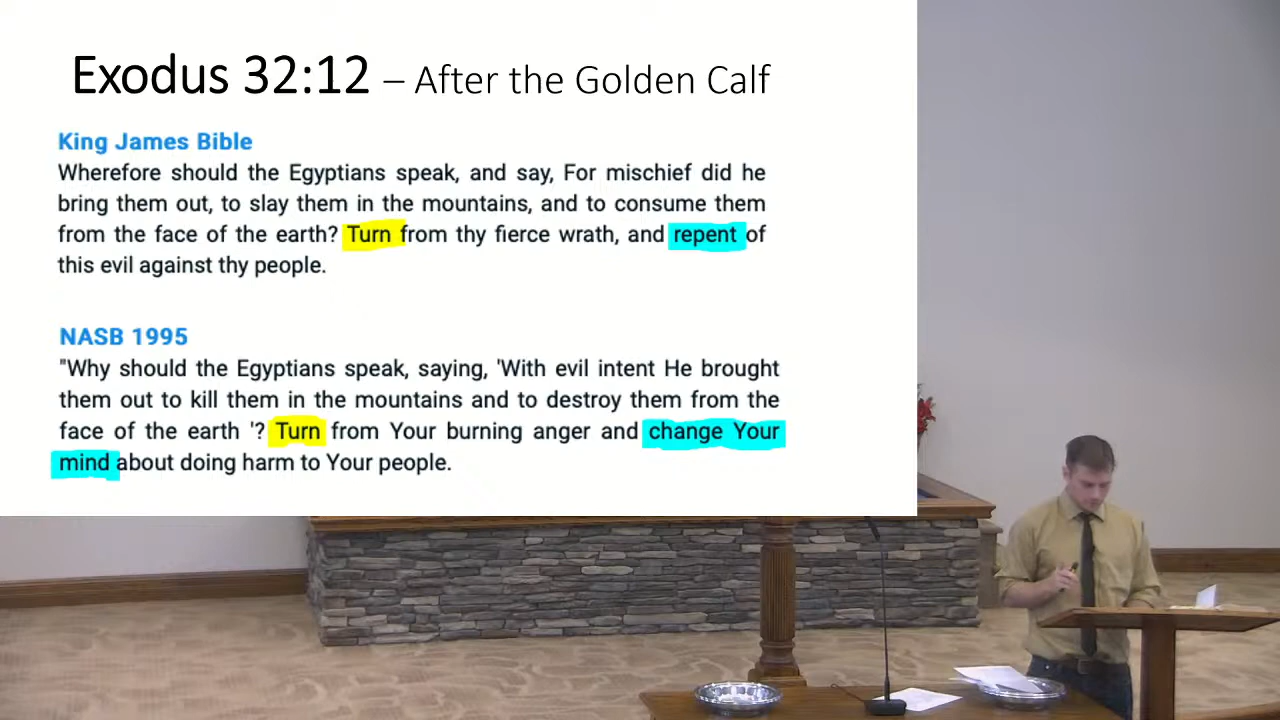 Exodus 32:12 – After the Golden Calf
King James Bible
Wherefore should the Egyptians speak, and say, For mischief did he
bring them out, to slay them in the mountains, and to consume them
from the face of the earth? Turn from thy fierce wrath, and repent of
this evil against thy people.
NASB 1995
"Why should the Egyptians speak, saying, 'With evil intent He brought
them out to kill them in the mountains and to destroy them from the
face of the earth '? Turn from Your burning anger and change Your
mind about doing harm to Your people.